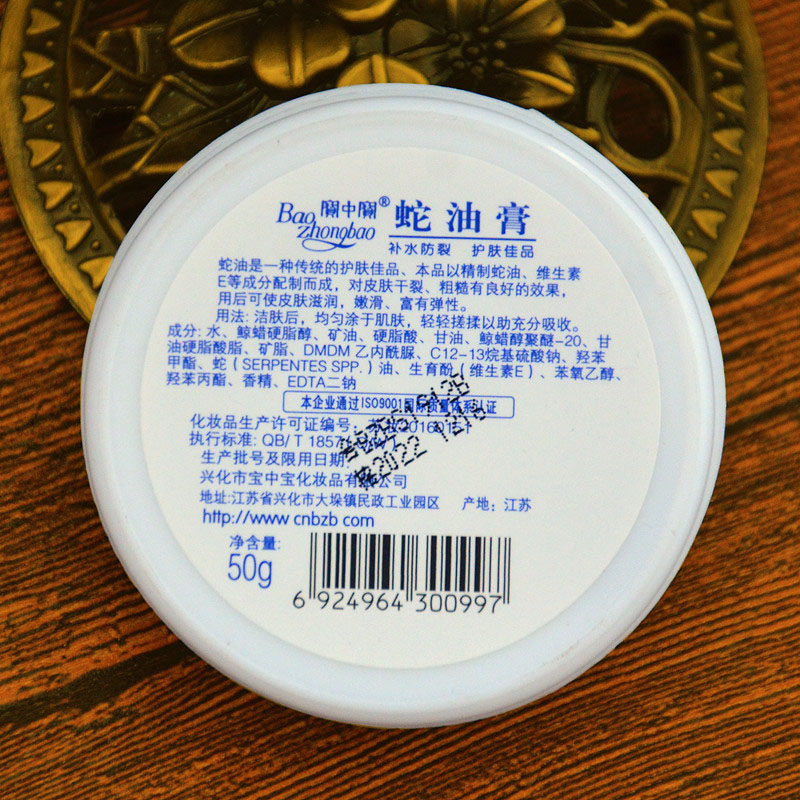 Bao zhongbao
宝中宝® 蛇油膏
补水防裂 护肤佳品
蛇油是一种传统的护肤佳品、本品以精制蛇油、维生素
E等成分配制而成，对皮肤干裂、粗糙有良好的效果，
用后可使皮肤滋润，嫩滑、富有弹性。
用法: 洁肤后，均匀涂于肌肤，轻轻搓揉以助充分吸收。
成分: 水、鲸蜡硬脂醇、矿油、硬脂酸、甘油、鲸蜡醇聚醚-20、甘
油硬脂酸脂、矿脂、DMDM 乙内酰脲、C12-13烷基硫酸钠、羟苯
甲酯、蛇（SERPENTES SPP.）油、生育酚（维生素E）、苯氧乙醇、
羟苯丙酯、香精、EDTA二钠
本企业通过ISO9001国际质量体系认证
化妆品生产许可证编号:
执行标准: QB/T 1857
生产批号及限用日期
兴化市宝中宝化妆品有限公司
地址:江苏省兴化市大垛镇民政工业园区 产地: 江苏
http://www cnbzb com
净含量:
50g
6 924964 300997